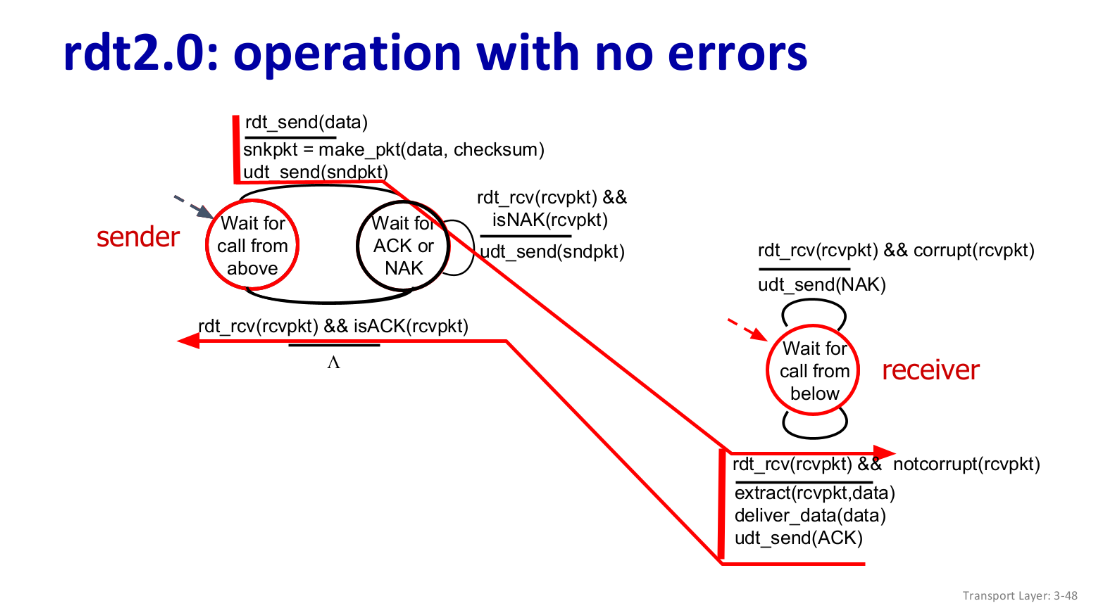 rdt2.0: operation with no errors
rdt_send(data)
snkpkt = make_pkt(data, checksum)
udt_send(sndpkt)
sender
Wait for
call from
above
Wait for
ACK or
NAK
rdt_rcv(rcvpkt) &&
isNAK(rcvpkt)
udt_send(sndpkt)
rdt_rcv(rcvpkt) && isACK(rcvpkt)
Λ
rdt_rcv(rcvpkt) && corrupt(rcvpkt)
udt_send(NAK)
Wait for
call from
below
receiver
rdt_rcv(rcvpkt) && notcorrupt(rcvpkt)
extract(rcvpkt,data)
deliver_data(data)
udt_send(ACK)
Transport Layer: 3-48